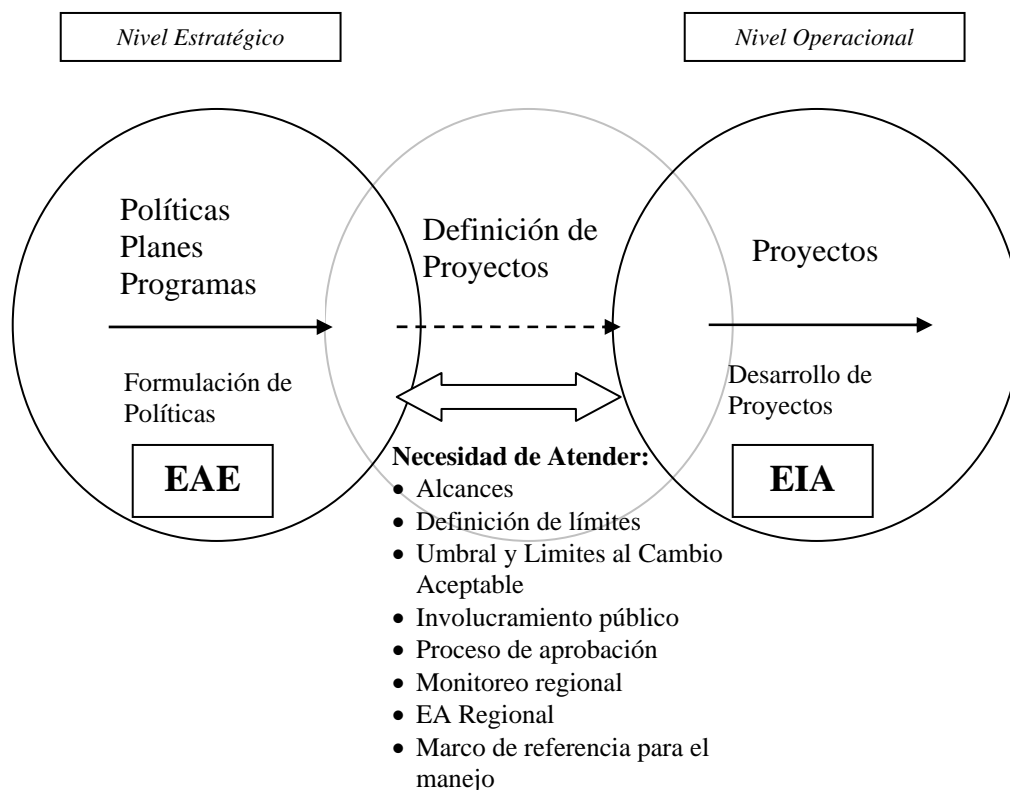 Nivel Estratégico
Nivel Operacional
Políticas
Planes
Programas
Formulación de
Políticas
EAE
Definición de
Proyectos
Necesidad de Atender:
• Alcances
• Definición de límites
• Umbral y Limites al Cambio
Aceptable
• Involucramiento público
• Proceso de aprobación
• Monitoreo regional
• EA Regional
• Marco de referencia para el
manejo
Proyectos
Desarrollo de
Proyectos
EIA